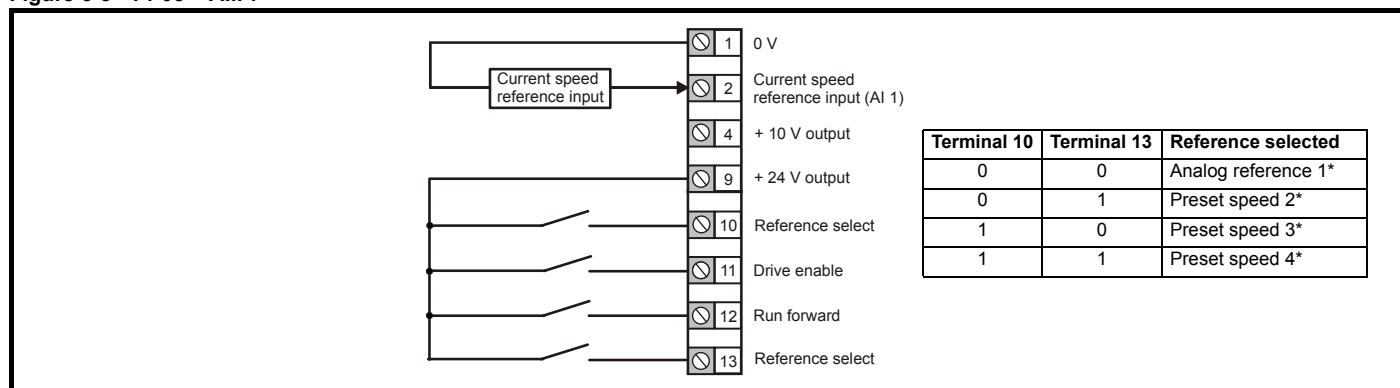 1 0 V
Current speed
reference input
2 Current speed
reference input (AI 1)
4 + 10 V output
9 + 24 V output
10 Reference select
11 Drive enable
12 Run forward
13 Reference select
Terminal 10 Terminal 13 Reference selected
0 0 Analog reference 1*
0 1 Preset speed 2*
1 0 Preset speed 3*
1 1 Preset speed 4*